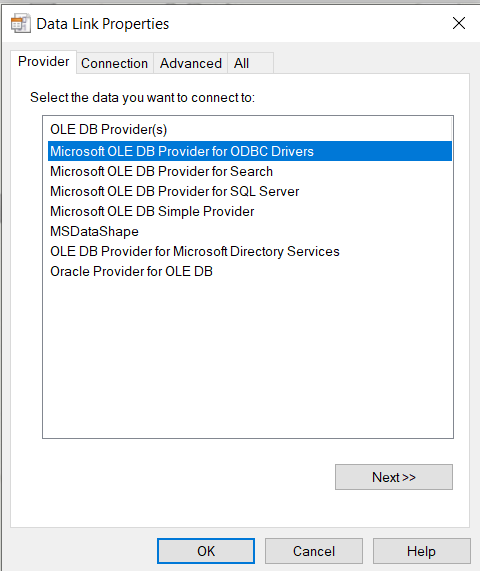 Data Link Properties
Provider Connection Advanced All
Select the data you want to connect to:
OLE DB Provider(s)
Microsoft OLE DB Provider for ODBC Drivers
Microsoft OLE DB Provider for Search
Microsoft OLE DB Provider for SQL Server
Microsoft OLE DB Simple Provider
MSDataShape
OLE DB Provider for Microsoft Directory Services
Oracle Provider for OLE DB
Next >>
OK Cancel Help